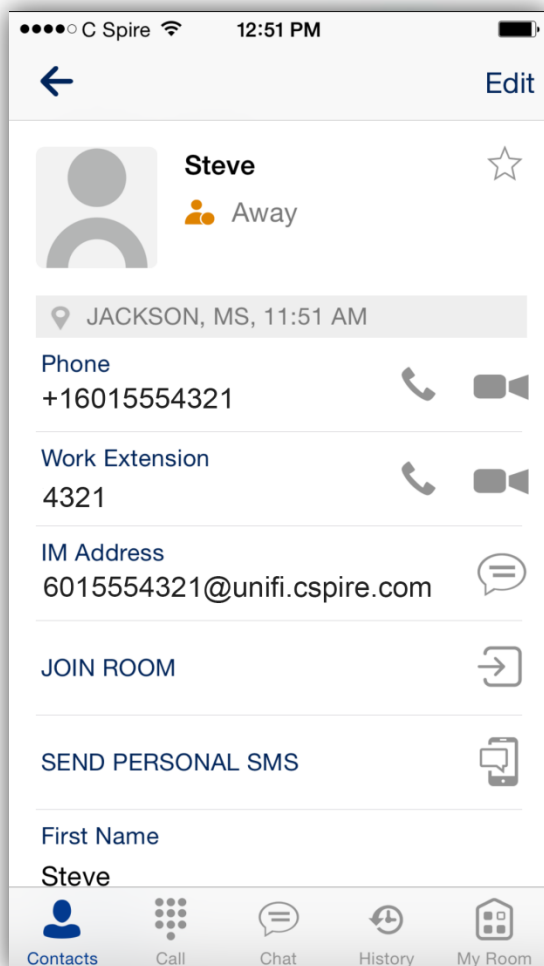 C Spire 12:51 PM
Edit
Steve
Away
JACKSON, MS, 11:51 AM
Phone
+16015554321
Work Extension
4321
IM Address
6015554321@unifi.cspire.com
JOIN ROOM
SEND PERSONAL SMS
First Name
Steve
Contacts Call Chat History My Room